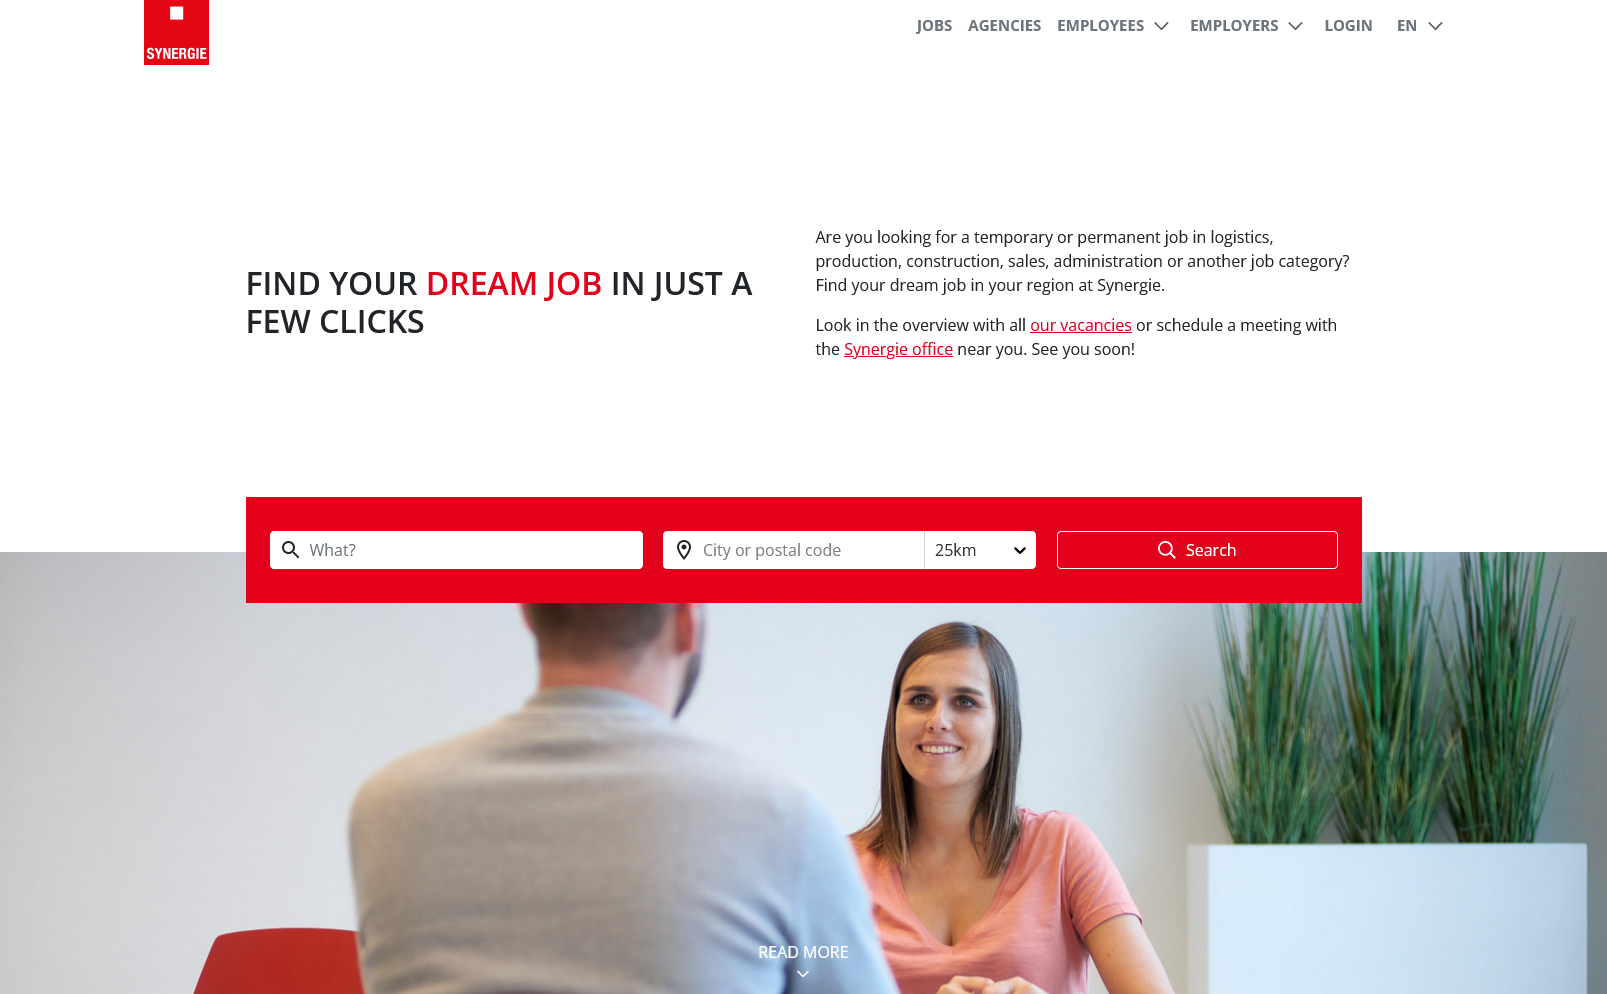 SYNERGIE
JOBS AGENCIES EMPLOYEES EMPLOYERS LOGIN EN
FIND YOUR DREAM JOB IN JUST A
FEW CLICKS
Are you looking for a temporary or permanent job in logistics,
production, construction, sales, administration or another job category?
Find your dream job in your region at Synergie.
Look in the overview with all our vacancies or schedule a meeting with
the Synergie office near you. See you soon!
What? City or postal code 25km Search
READ MORE